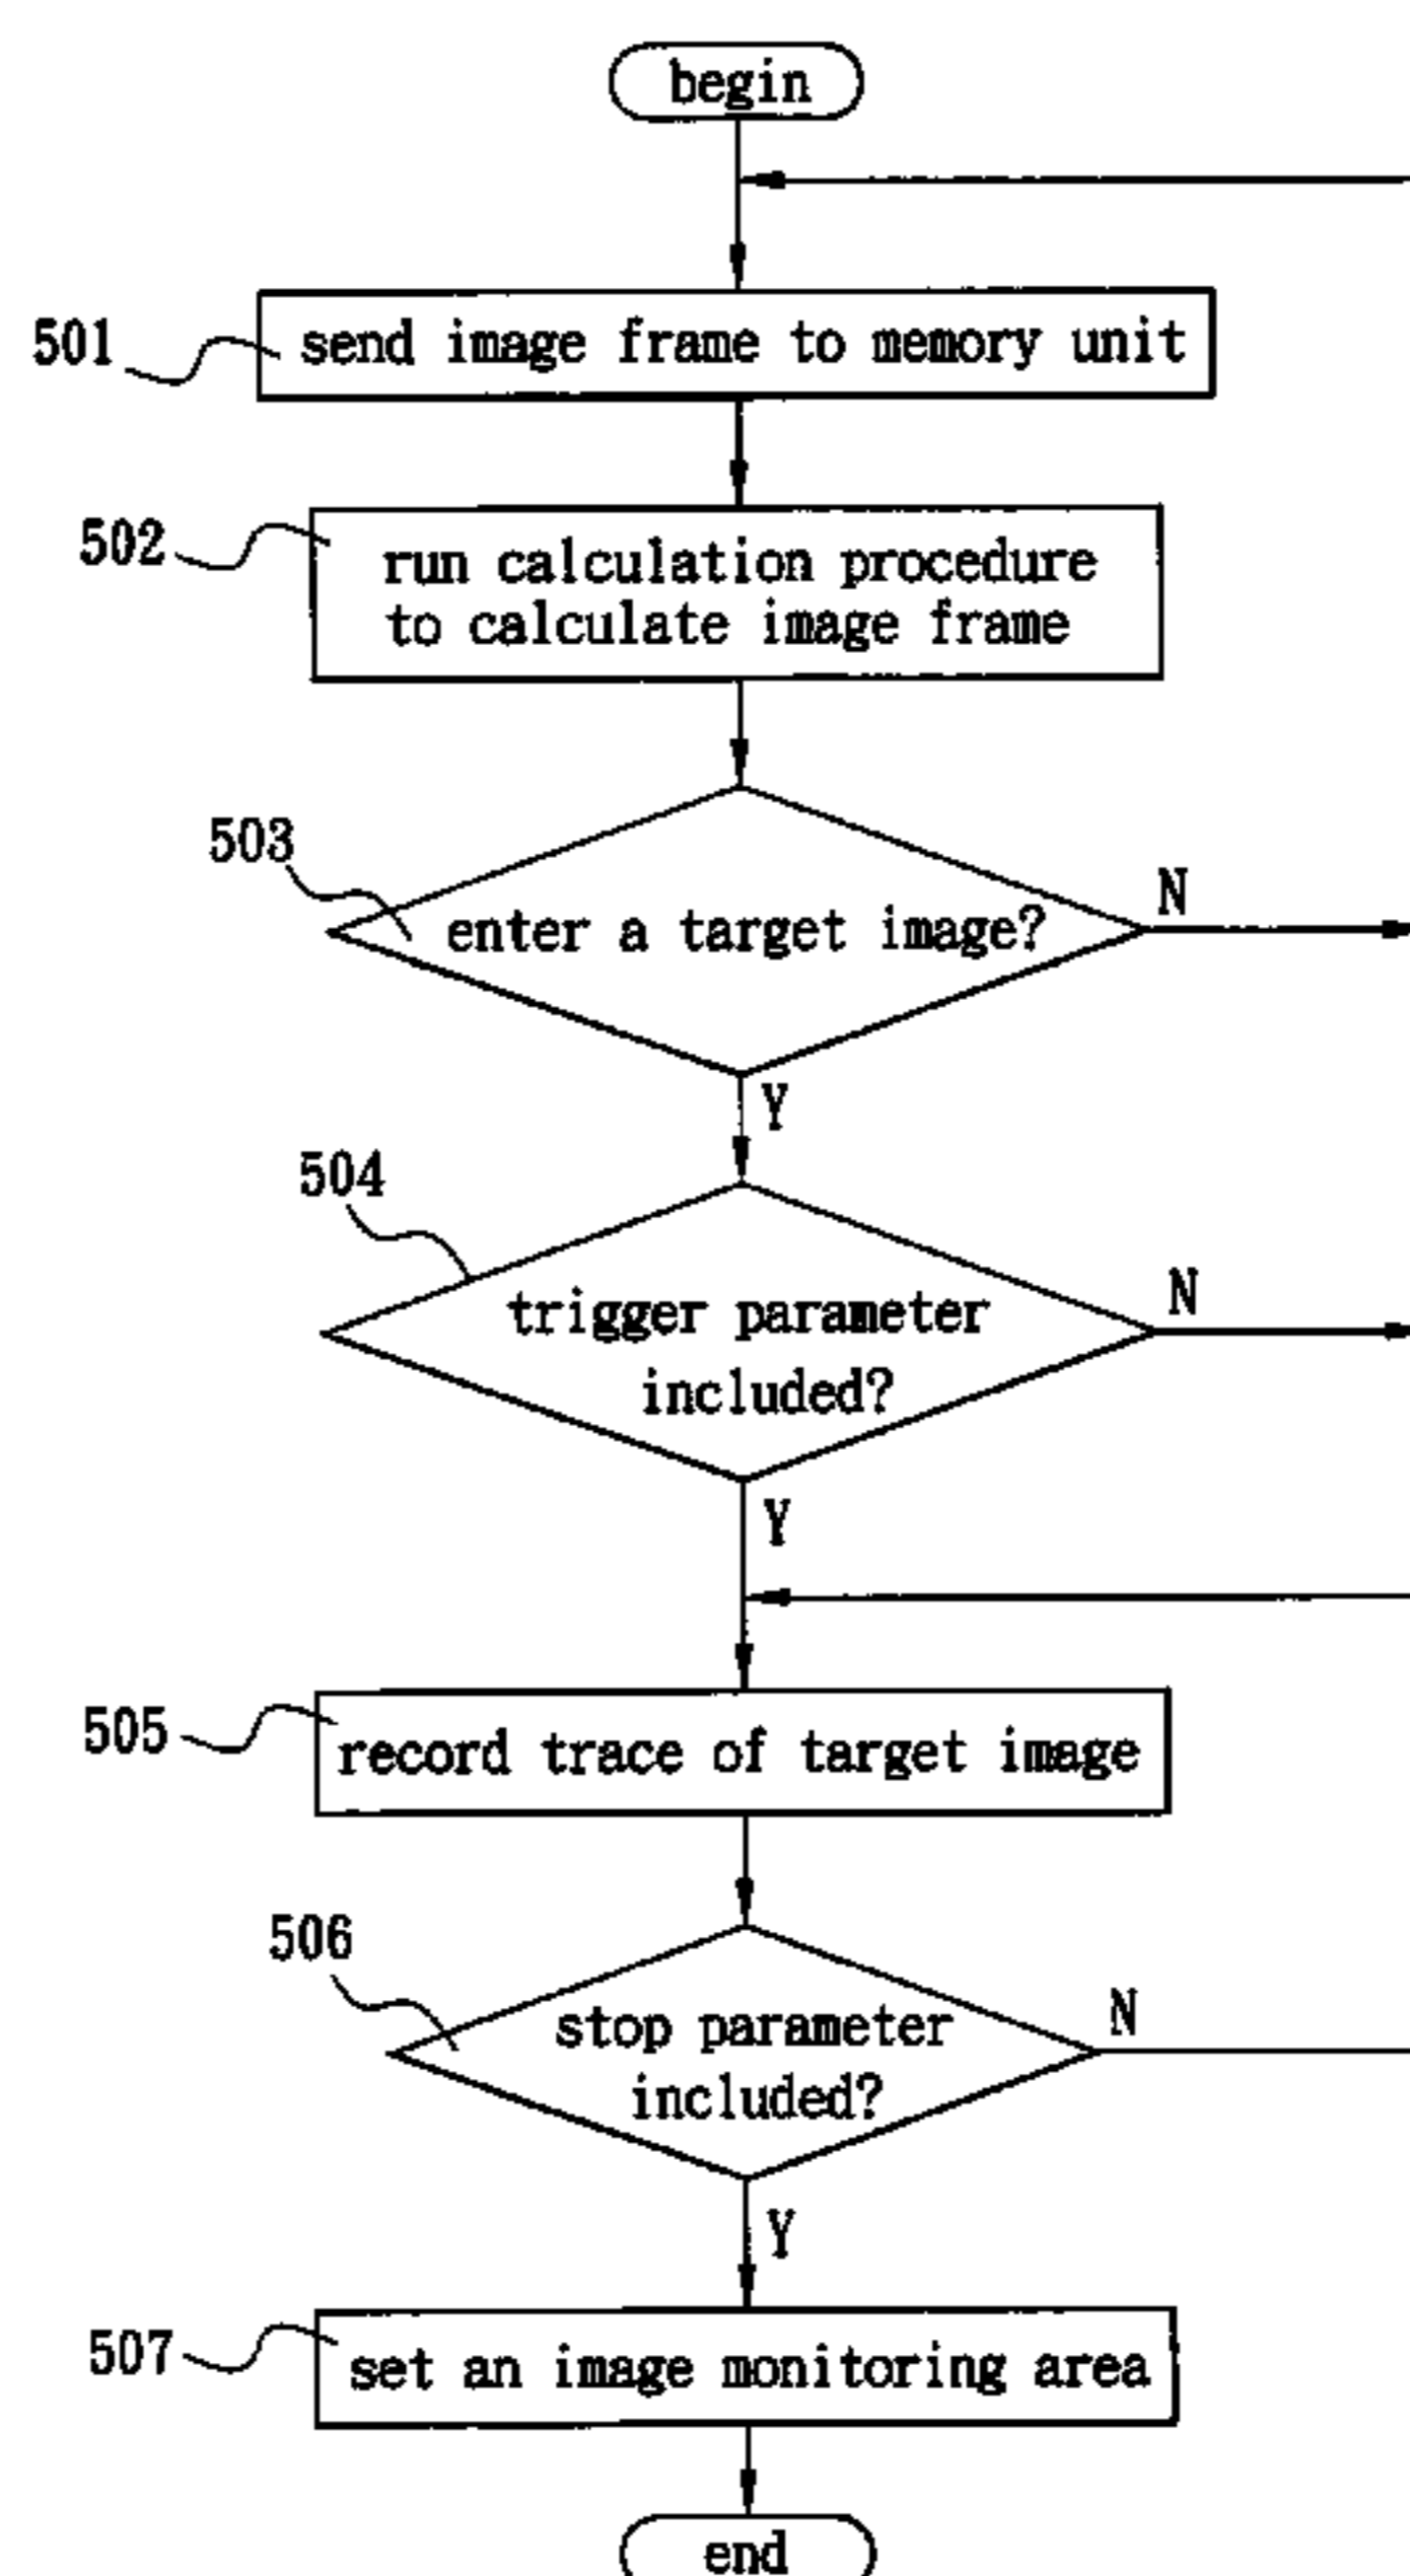 begin
501
send image frame to memory unit
502
run calculation procedure
to calculate image frame
503
enter a target image?
N
Y
504
trigger parameter
included?
N
Y
505
record trace of target image
506
stop parameter
included?
N
Y
507
set an image monitoring area
end